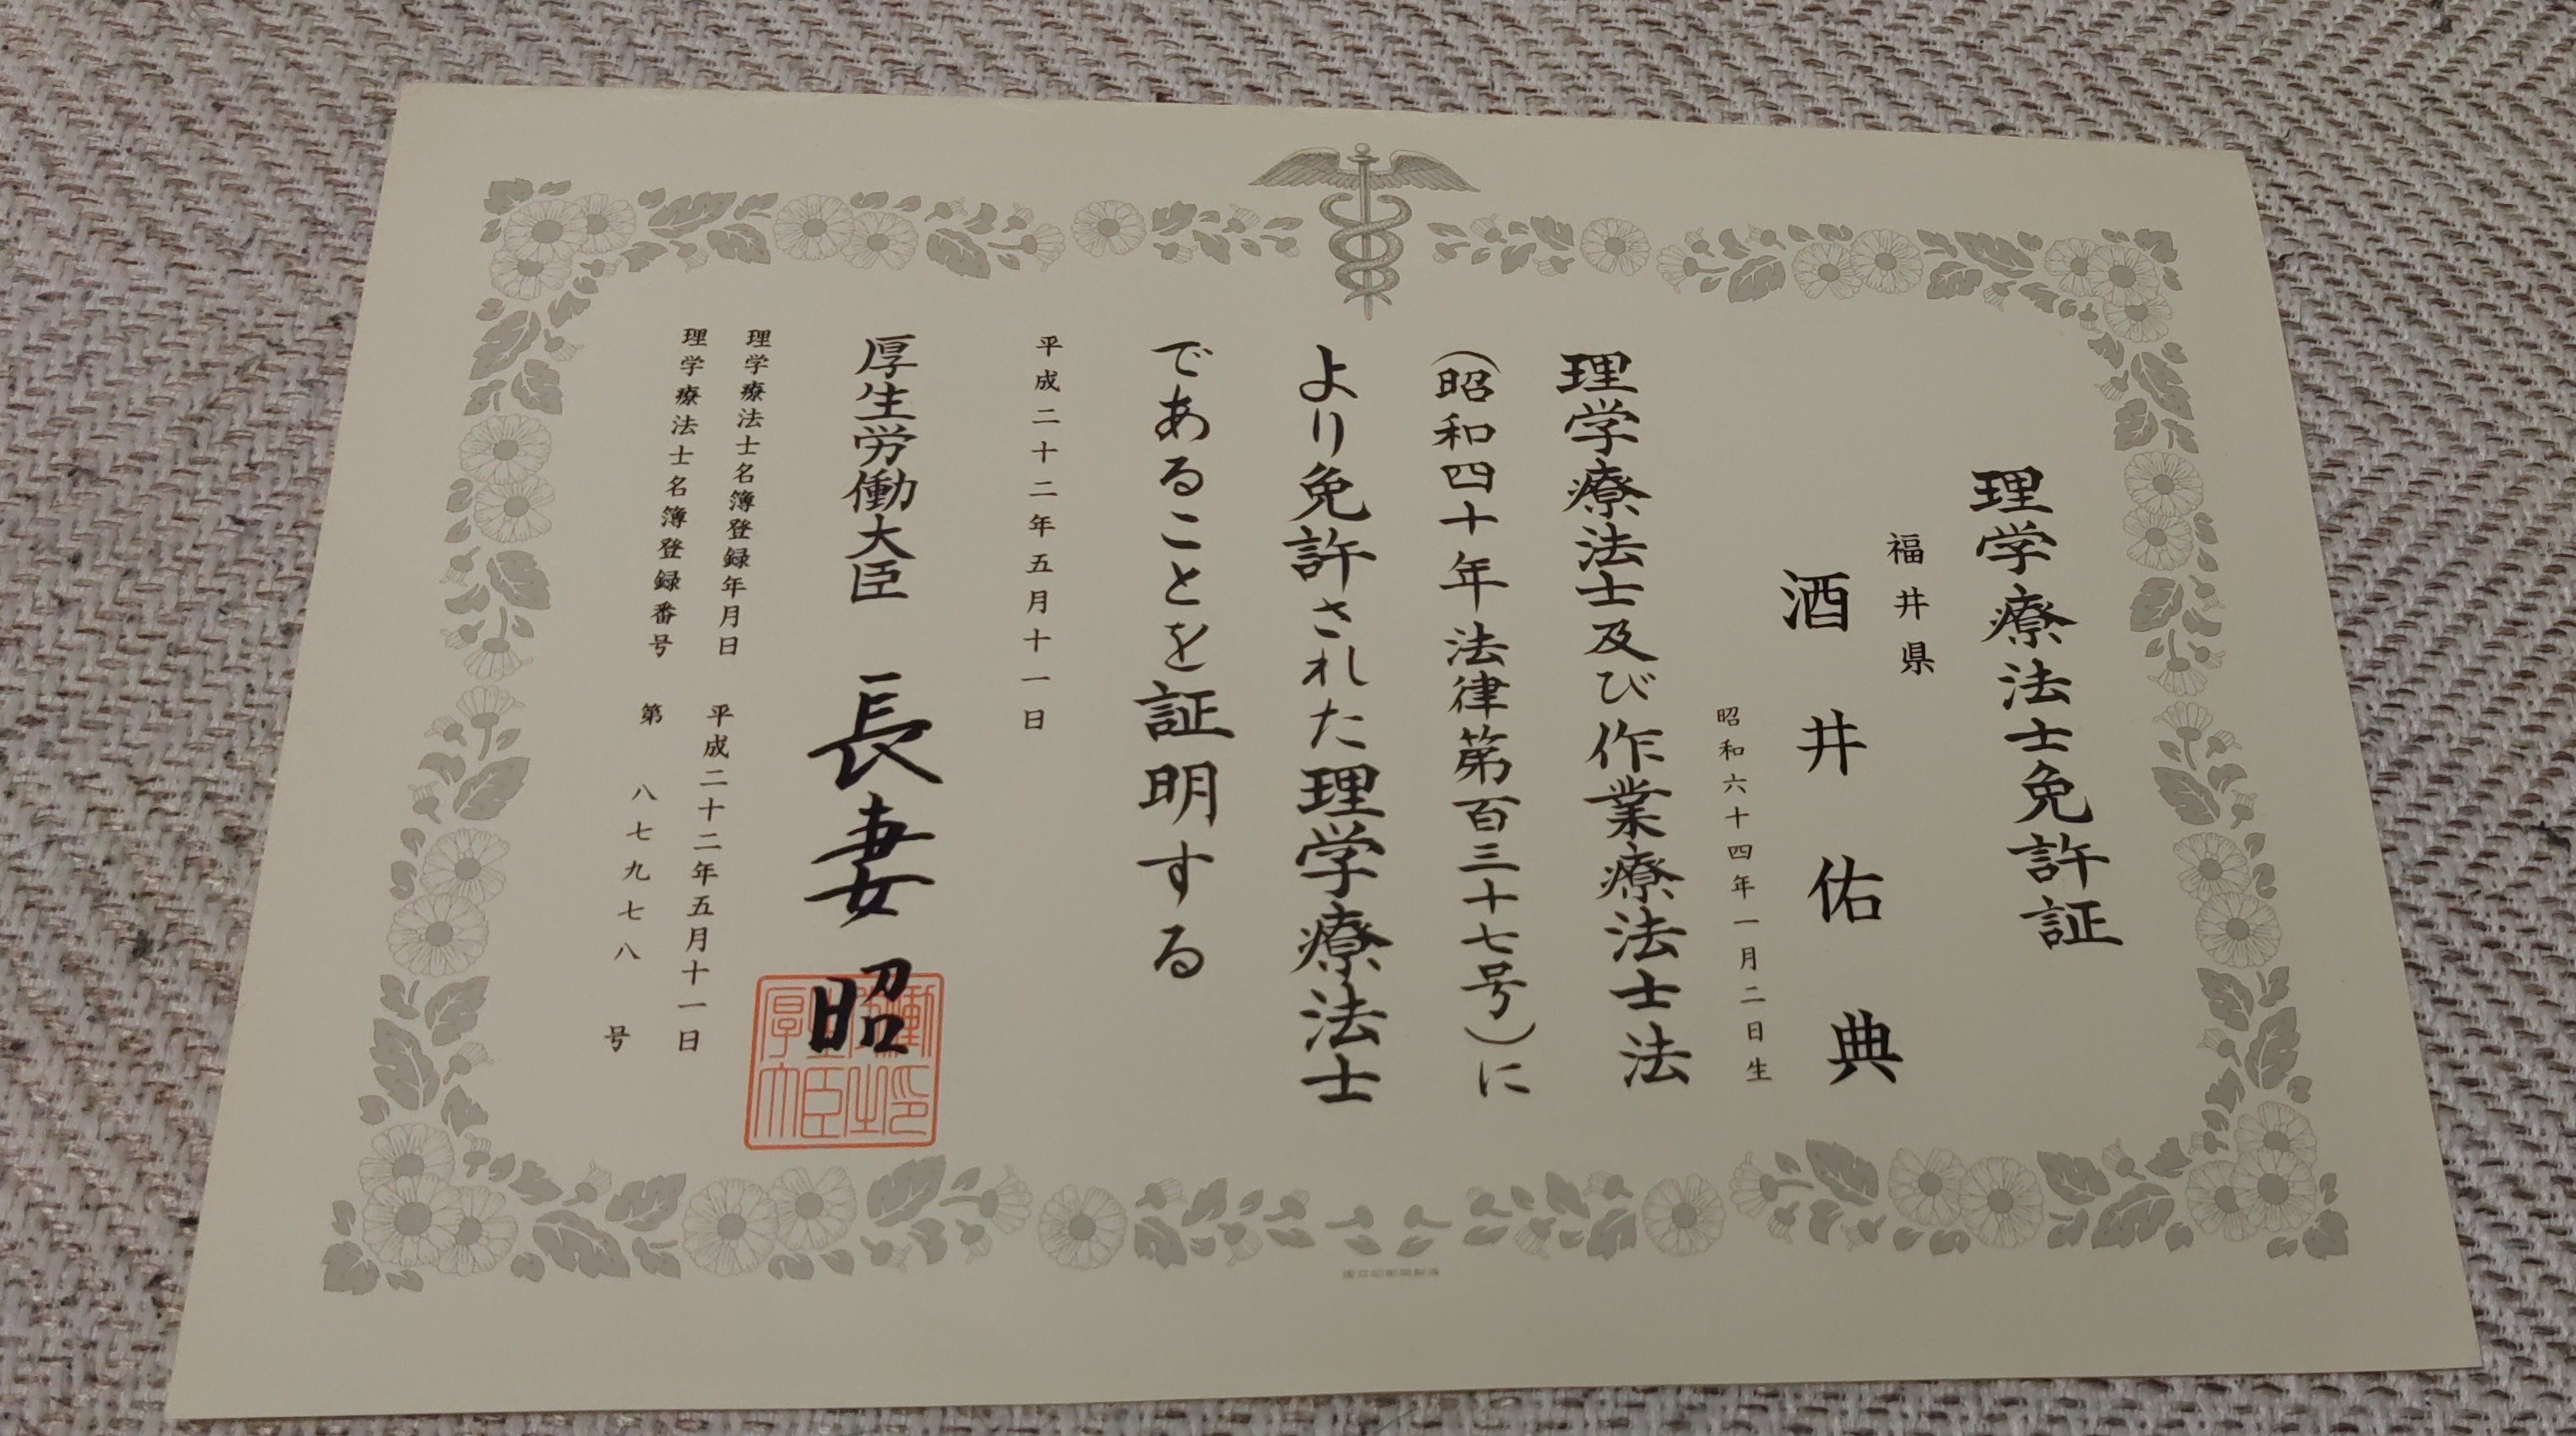 理学療法士免許証
福井県
酒井佑典
昭和六十四年一月二日生
理学療法士及び作業療法士法
(昭和四十年法律第百三十七号)に
より免許された理学療法士
であることを証明する
平成二十二年五月十一日
厚生労働大臣 長妻昭
理学療法士名簿登録年月日 平成二十二年五月十一日
理学療法士名簿登録番号 第八七九七八号